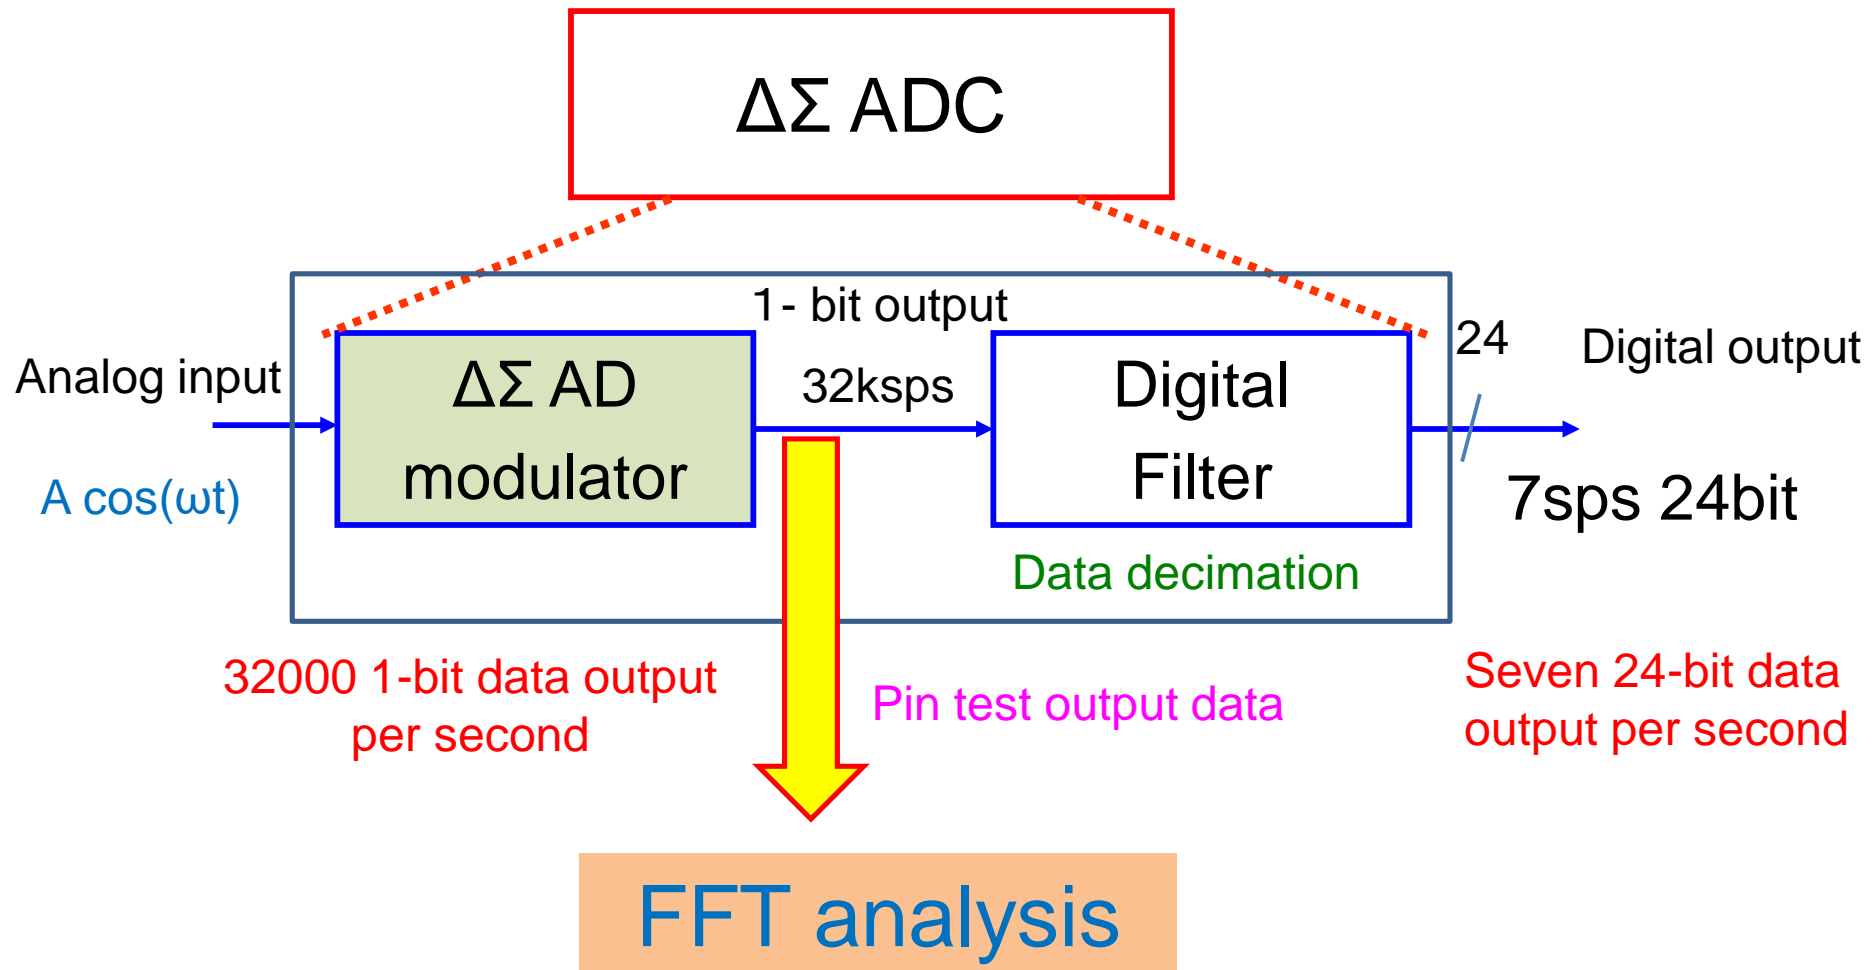 ΔΣ ADC
1- bit output
24
Digital output
Analog input
ΔΣ AD
modulator
32ksps
Digital
Filter
A cos(ωt)
7sps 24bit
Data decimation
32000 1-bit data output
per second
Pin test output data
Seven 24-bit data
output per second
FFT analysis